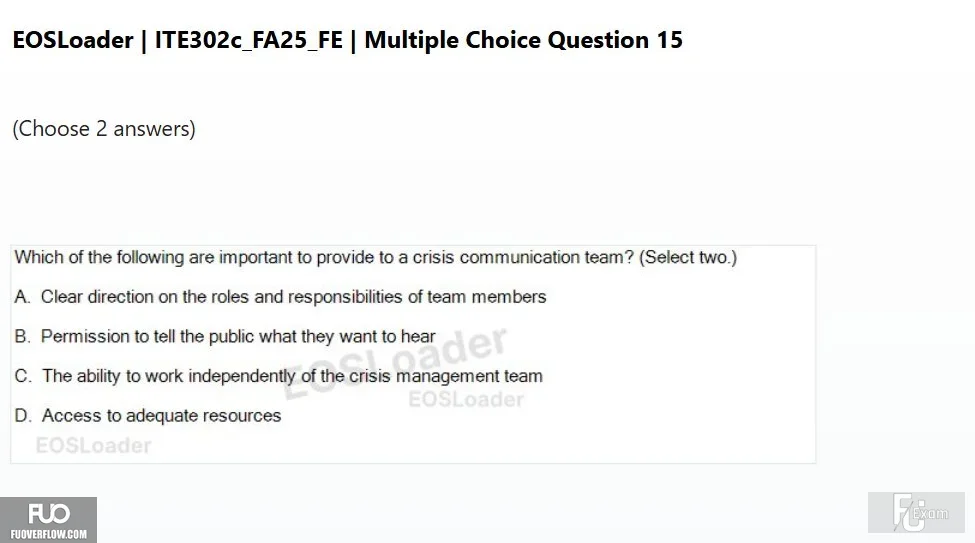 EOSLoader | ITE302c_FA25_FE | Multiple Choice Question 15
(Choose 2 answers)
Which of the following are important to provide to a crisis communication team? (Select two.)
A. Clear direction on the roles and responsibilities of team members
B. Permission to tell the public what they want to hear
C. The ability to work independently of the crisis management team
D. Access to adequate resources
EOSLoader
EOSLoader
EOSLoader
FUO
FUOVERFLOW.COM
FU Exam